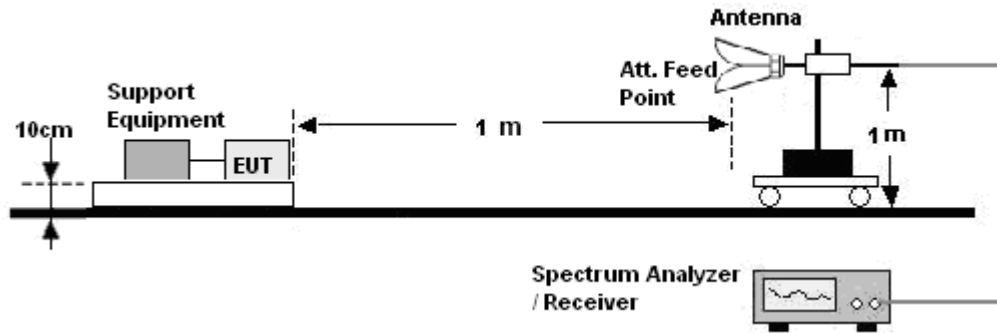 Antenna
Att. Feed
Point
Support
Equipment
10cm
1 m
1 m
EUT
Spectrum Analyzer
/ Receiver